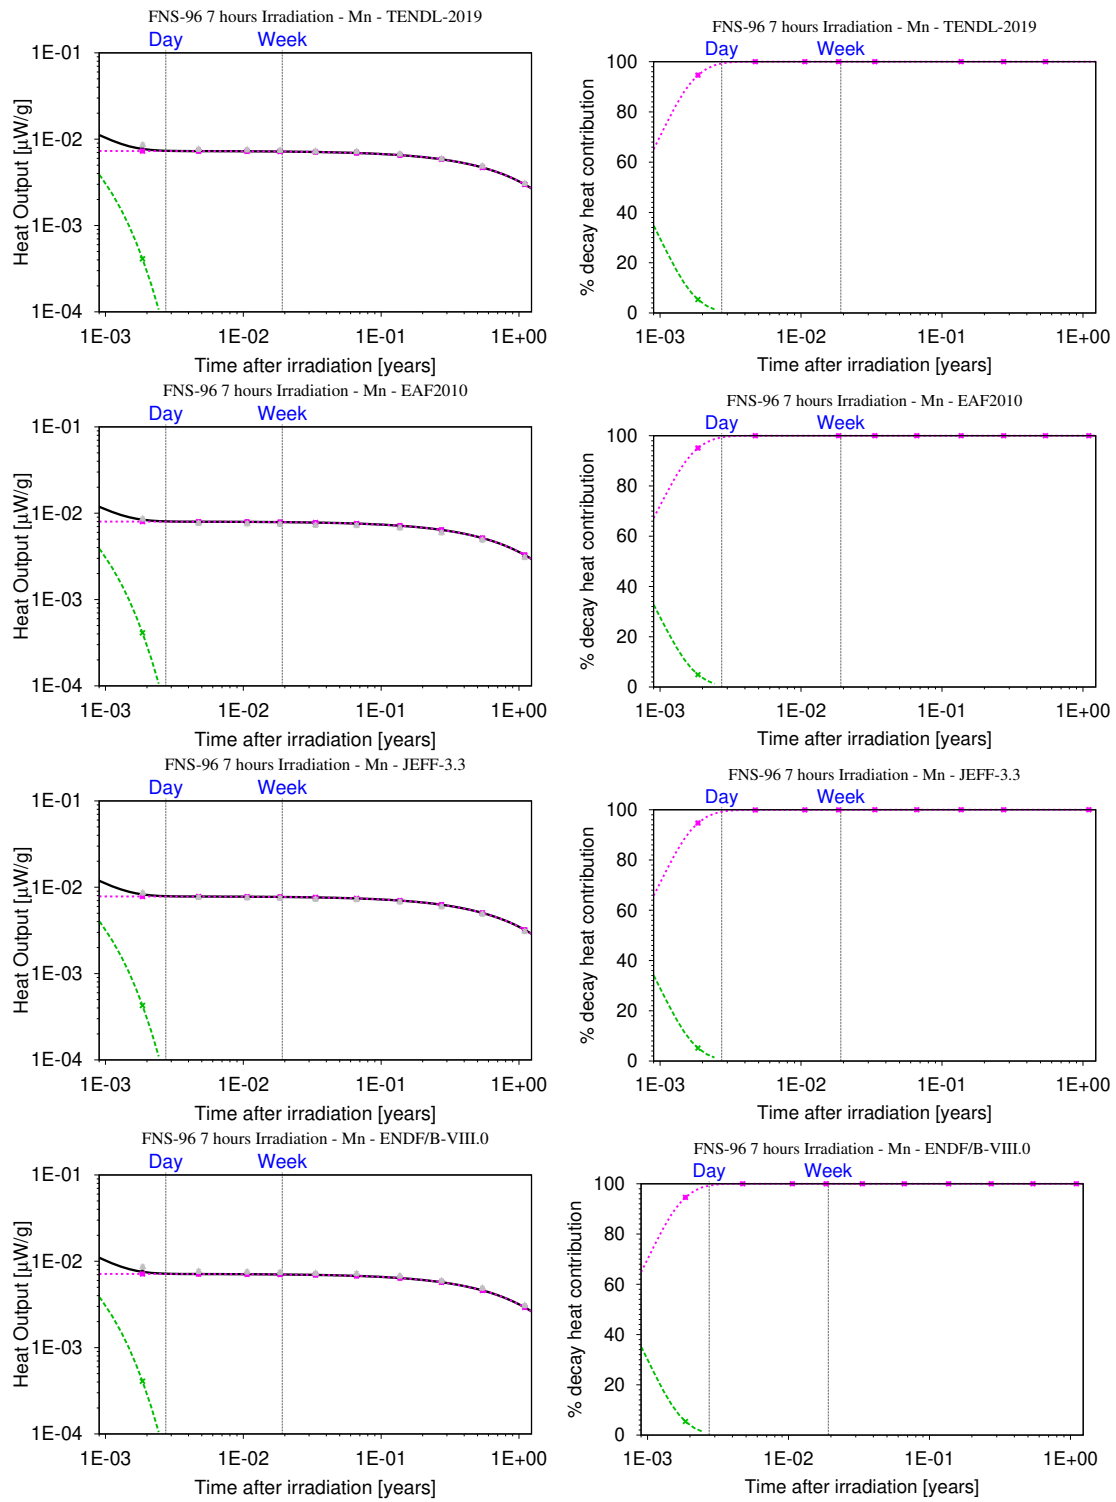 FNS-96 7 hours Irradiation - Mn - TENDL-2019
Day Week
1E-01
1E-02
1E-03
1E-04
Heat Output [μW/g]
1E-03 1E-02 1E-01 1E+00
Time after irradiation [years]
FNS-96 7 hours Irradiation - Mn - TENDL-2019
Day Week
100
80
60
40
20
0
% decay heat contribution
1E-03 1E-02 1E-01 1E+00
Time after irradiation [years]
FNS-96 7 hours Irradiation - Mn - EAF2010
Day Week
1E-01
1E-02
1E-03
1E-04
Heat Output [μW/g]
1E-03 1E-02 1E-01 1E+00
Time after irradiation [years]
FNS-96 7 hours Irradiation - Mn - EAF2010
Day Week
100
80
60
40
20
0
% decay heat contribution
1E-03 1E-02 1E-01 1E+00
Time after irradiation [years]
FNS-96 7 hours Irradiation - Mn - JEFF-3.3
Day Week
1E-01
1E-02
1E-03
1E-04
Heat Output [μW/g]
1E-03 1E-02 1E-01 1E+00
Time after irradiation [years]
FNS-96 7 hours Irradiation - Mn - JEFF-3.3
Day Week
100
80
60
40
20
0
% decay heat contribution
1E-03 1E-02 1E-01 1E+00
Time after irradiation [years]
FNS-96 7 hours Irradiation - Mn - ENDF/B-VIII.0
Day Week
1E-01
1E-02
1E-03
1E-04
Heat Output [μW/g]
1E-03 1E-02 1E-01 1E+00
Time after irradiation [years]
FNS-96 7 hours Irradiation - Mn - ENDF/B-VIII.0
Day Week
100
80
60
40
20
0
% decay heat contribution
1E-03 1E-02 1E-01 1E+00
Time after irradiation [years]